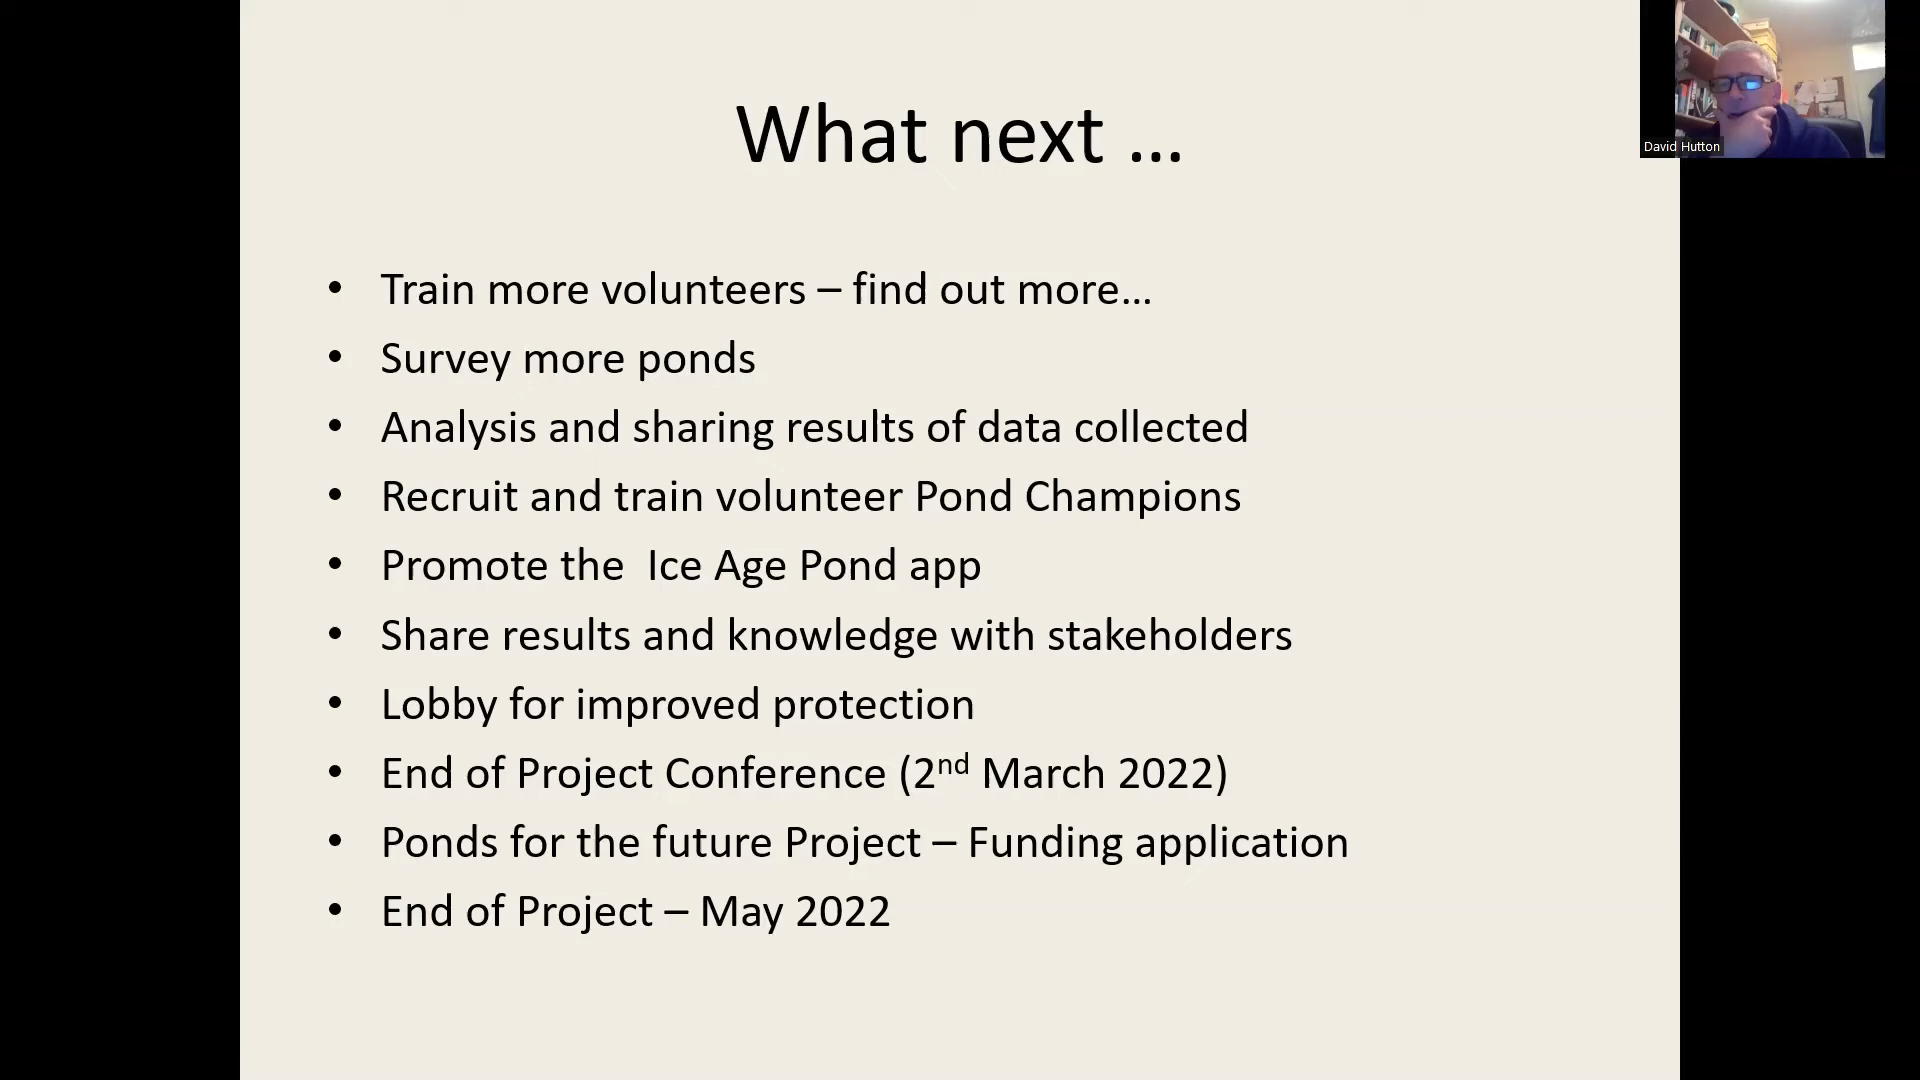 What next ...
David Hutton
• Train more volunteers – find out more...
• Survey more ponds
• Analysis and sharing results of data collected
• Recruit and train volunteer Pond Champions
• Promote the  Ice Age Pond app
• Share results and knowledge with stakeholders
• Lobby for improved protection
• End of Project Conference (2nd March 2022)
• Ponds for the future Project – Funding application
• End of Project – May 2022